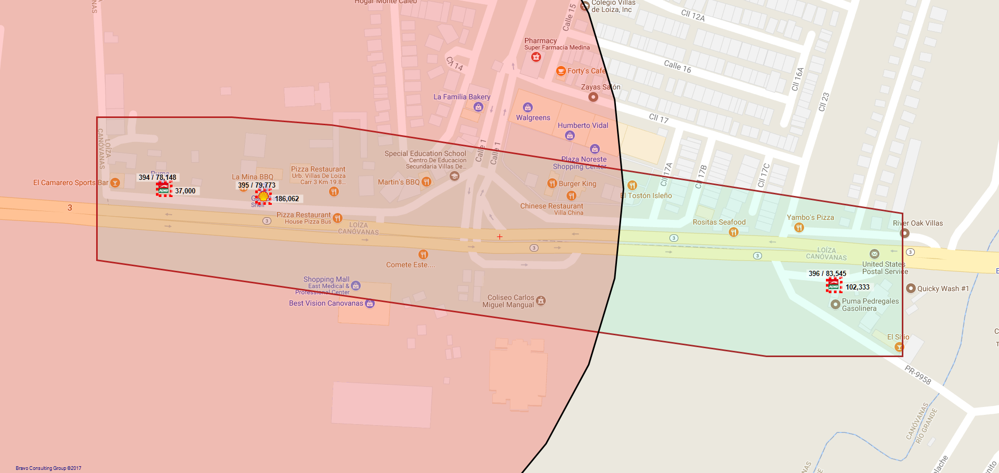 Hogar Monte Caleb
Colegio Villas
de Loiza, Inc
Cll 12A
Calle 15
Pharmacy
Super Farmacia Medina
CV 14
Forty's Cafe
Calle 16
Cll 16A
Cll 23
Zayas Salón
La Familia Bakery
Walgreens
Cll 17
Humberto Vidal
Plaza Noreste
Shopping Center
LOÍZA
CANÓVANAS
Calle 1
Calle 1
Special Education School
Centro De Educacion
Secundaria Villas De...
Cll 17A
Cll 17B
Cll 17C
Puma
394 / 78,148
37,000
El Camarero Sports Bar
La Mina BBQ
395 / 79,773
186,062
Shell
Pizza Restaurant
Urb. Villas De Loiza
Carr 3 Km 19.8...
Martin's BBQ
Burger King
Chinese Restaurant
Villa China
El Tostón Isleño
3
Pizza Restaurant
House Pizza Bus
3
LOÍZA
CANÓVANAS
3
3
Rositas Seafood
Yambo's Pizza
River Oak Villas
3
3
LOÍZA
CANÓVANAS
United States
Postal Service
Comete Este....
Shopping Mall
East Medical &
Professional Center
Best Vision Canovanas
Coliseo Carlos
Miguel Mangual
396 / 83,545
102,333
Puma Pedregales
Gasolinera
Quicky Wash #1
El Sitio
PR-9958
CANÓVANAS
RÍO GRANDE
Bravo Consulting Group ©2017